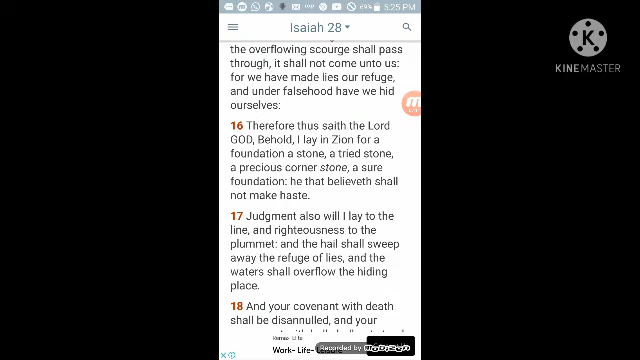 69% 5:25 PM
Isaiah 28
the overflowing scourge shall pass
through, it shall not come unto us:
for we have made lies our refuge,
and under falsehood have we hid
ourselves:
16 Therefore thus saith the Lord
GOD, Behold, I lay in Zion for a
foundation a stone, a tried stone,
a precious corner stone, a sure
foundation: he that believeth shall
not make haste.
17 Judgment also will I lay to the
line, and righteousness to the
plummet: and the hail shall sweep
away the refuge of lies, and the
waters shall overflow the hiding
place.
18 And your covenant with death
shall be disannulled, and your
Work- Life-
Recorded by
K
KINEMASTER